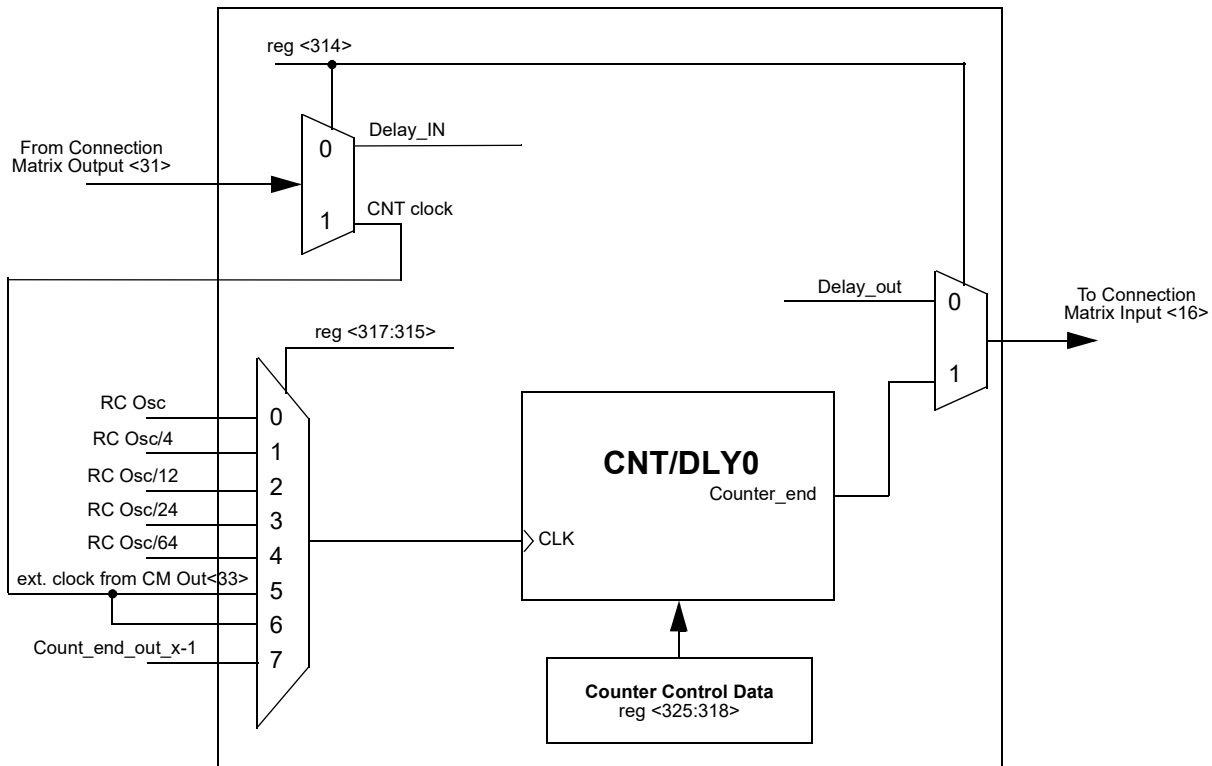 reg <314>
Delay_IN
From Connection
Matrix Output <31>
0
1
CNT clock
Delay_out
0
To Connection
Matrix Input <16>
1
reg <317:315>
RC Osc
0
RC Osc/4
1
RC Osc/12
2
RC Osc/24
3
RC Osc/64
4
ext. clock from CM Out<33>
5
6
Count_end_out_x-1
7
CNT/DLY0
Counter_end
CLK
Counter Control Data
reg <325:318>